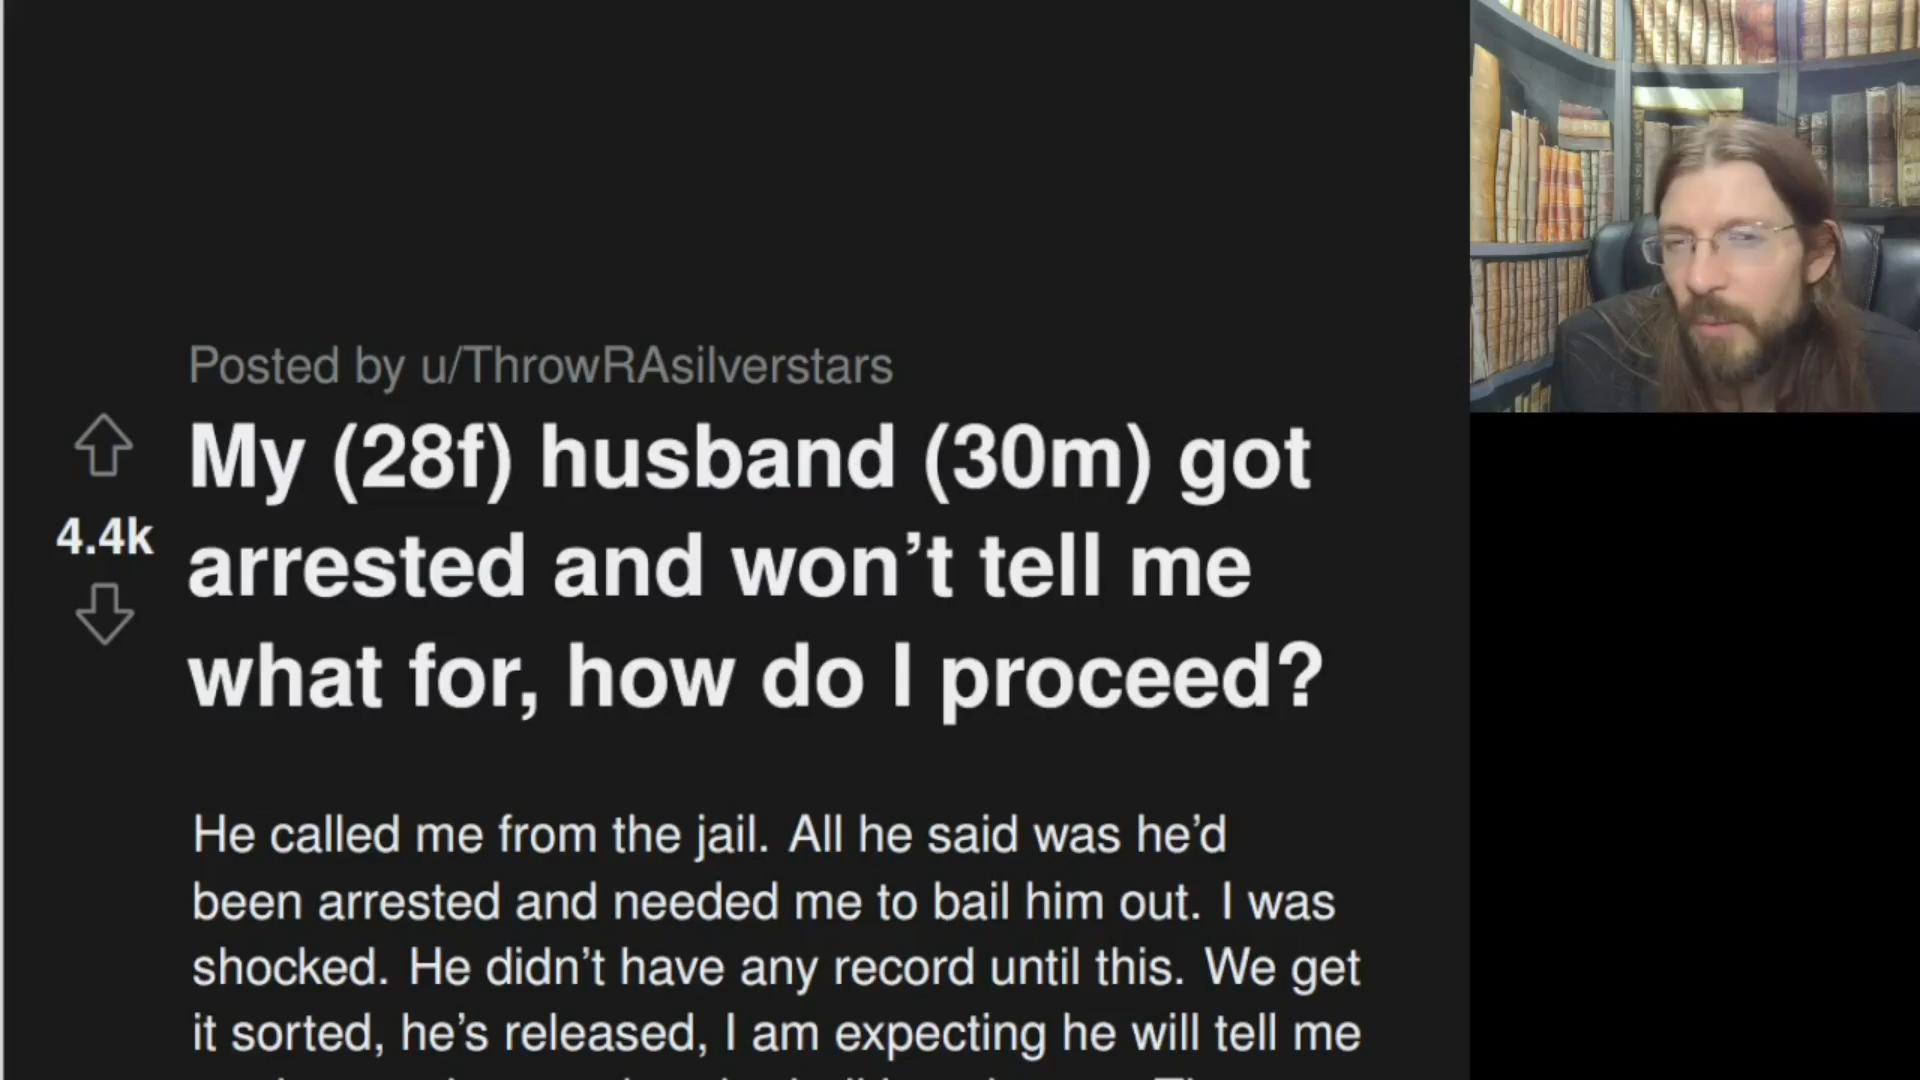 Posted by u/ThrowRAsilverstars
My (28f) husband (30m) got
arrested and won’t tell me
what for, how do I proceed?
4.4k
He called me from the jail. All he said was he’d
been arrested and needed me to bail him out. I was
shocked. He didn’t have any record until this. We get
it sorted, he’s released, I am expecting he will tell me